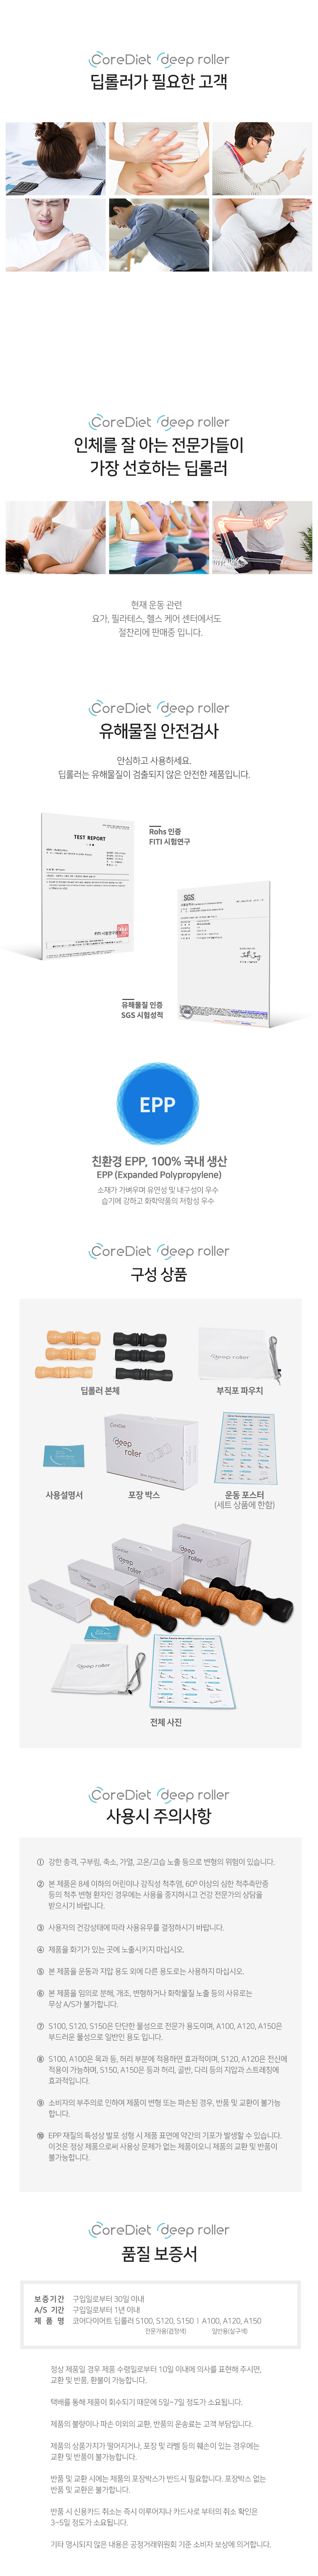 CoreDiet deep roller
딥롤러가 필요한 고객
CoreDiet deep roller
인체를 잘 아는 전문가들이
가장 선호하는 딥롤러
현재 운동 관련
요가, 필라테스, 헬스 케어 센터에서도
절찬리에 판매중 입니다.
CoreDiet deep roller
유해물질 안전검사
안심하고 사용하세요.
딥롤러는 유해물질이 검출되지 않은 안전한 제품입니다.
Rohs 인증
FITI 시험연구
TEST REPORT
FITI 시험연구원
SGS
유해물질 인증
SGS 시험성적
EPP
친환경 EPP, 100% 국내 생산
EPP (Expanded Polypropylene)
소재가 가벼우며 유연성 및 내구성이 우수
습기에 강하고 화학약품의 저항성 우수
CoreDiet deep roller
구성 상품
deep roller
딥롤러 본체
부직포 파우치
CoreDiet
deep
roller
사용설명서
포장 박스
운동 포스터
(세트 상품에 한함)
deep roller
전체 사진
CoreDiet deep roller
사용시 주의사항
① 강한 충격, 구부림, 축소, 가열, 고온/고습 노출 등으로 변형의 위험이 있습니다.
② 본 제품은 8세 이하의 어린이나 강직성 척추염, 60º 이상의 심한 척추측만증
등의 척추 변형 환자인 경우에는 사용을 중지하시고 건강 전문가의 상담을
받으시기 바랍니다.
③ 사용자의 건강상태에 따라 사용유무를 결정하시기 바랍니다.
④ 제품을 화기가 있는 곳에 노출시키지 마십시오.
⑤ 본 제품을 운동과 지압 용도 외에 다른 용도로는 사용하지 마십시오.
⑥ 본 제품을 임의로 분해, 개조, 변형하거나 화학물질 노출 등의 사유로는
무상 A/S가 불가합니다.
⑦ S100, S120, S150은 단단한 물성으로 전문가 용도이며, A100, A120, A150은
부드러운 물성으로 일반인 용도 입니다.
⑧ S100, A100은 목과 등, 허리 부분에 적용하면 효과적이며, S120, A120은 전신에
적용이 가능하며, S150, A150은 등과 허리, 골반, 다리 등의 지압과 스트레칭에
효과적입니다.
⑨ 소비자의 부주의로 인하여 제품이 변형 또는 파손된 경우, 반품 및 교환이 불가능
합니다.
⑩ EPP 재질의 특성상 발포 성형 시 제품 표면에 약간의 기포가 발생할 수 있습니다.
이것은 정상 제품으로써 사용상 문제가 없는 제품이오니 제품의 교환 및 반품이
불가능합니다.
CoreDiet deep roller
품질 보증서
보증기간 구입일로부터 30일 이내
A/S 기간 구입일로부터 1년 이내
제 품 명 코어다이어트 딥롤러 S100, S120, S150 | A100, A120, A150
전문가용(검정색) 일반용(살구색)
정상 제품일 경우 제품 수령일로부터 10일 이내에 의사를 표현해 주시면,
교환 및 반품, 환불이 가능합니다.
택배를 통해 제품이 회수되기 때문에 5일~7일 정도가 소요됩니다.
제품의 불량이나 파손 이외의 교환, 반품의 운송료는 고객 부담입니다.
제품의 상품가치가 떨어지거나, 포장 및 라벨 등의 훼손이 있는 경우에는
교환 및 반품이 불가능합니다.
반품 및 교환 시에는 제품의 포장박스가 반드시 필요합니다. 포장박스 없는
반품 및 교환은 불가합니다.
반품 시 신용카드 취소는 즉시 이루어지나 카드사로 부터의 취소 확인은
3~5일 정도가 소요됩니다.
기타 명시되지 않은 내용은 공정거래위원회 기준 소비자 보상에 의거합니다.